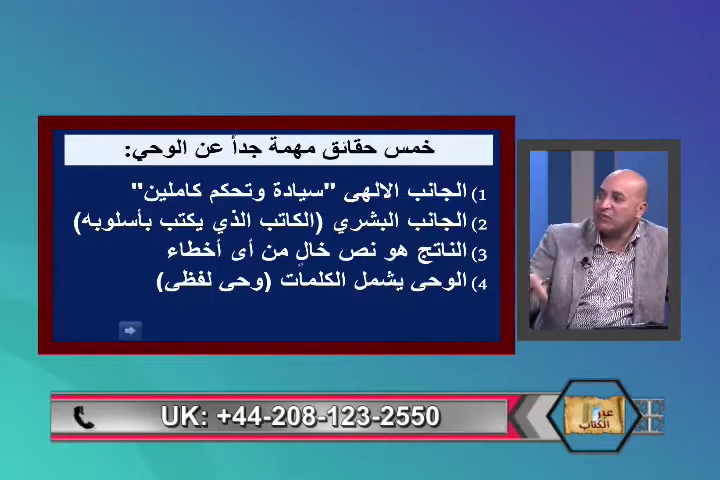 خمس حقائق مهمة جداً عن الوحي:
1) الجانب الالهى "سيادة وتحكم كاملين"
2) الجانب البشري (الكاتب الذي يكتب بأسلوبه)
3) الناتج هو نص خالٍ من أى أخطاء
4) الوحى يشمل الكلمات (وحى لفظى)
UK: +44-208-123-2550
عبر الكتاب